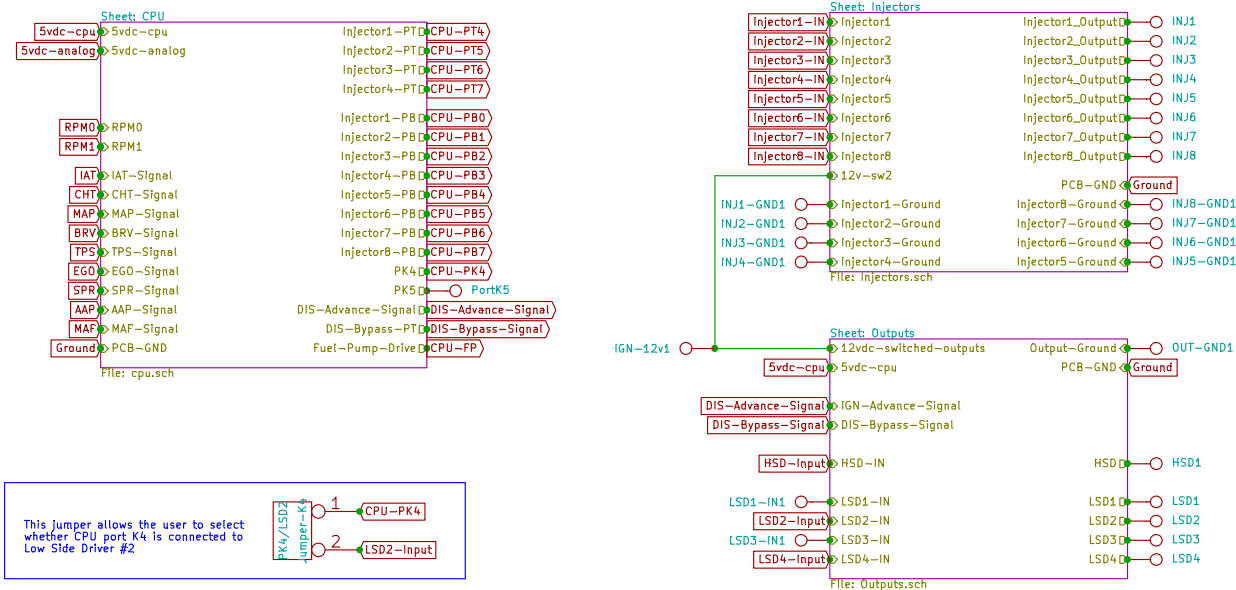 Sheet: CPU
5vdc-cpu 5vdc-cpu Injector1-PT CPU-PT4
5vdc-analog 5vdc-analog Injector2-PT CPU-PT5
Injector3-PT CPU-PT6
Injector4-PT CPU-PT7
Injector1-PB CPU-PB0
RPM0 RPM0 Injector2-PB CPU-PB1
RPM1 RPM1 Injector3-PB CPU-PB2
IAT IAT-Signal Injector4-PB CPU-PB3
CHT CHT-Signal Injector5-PB CPU-PB4
MAP MAP-Signal Injector6-PB CPU-PB5
BRV BRV-Signal Injector7-PB CPU-PB6
TPS TPS-Signal Injector8-PB CPU-PB7
EGO EGO-Signal PK4 CPU-PK4
SPR SPR-Signal PK5 PortK5
AAP AAP-Signal DIS-Advance-Signal DIS-Advance-Signal
MAF MAF-Signal DIS-Bypass-PT DIS-Bypass-Signal
Ground PCB-GND Fuel-Pump-Drive CPU-FP
File: cpu.sch
Sheet: Injectors
Injector1-IN Injector1 Injector1_Output INJ1
Injector2-IN Injector2 Injector2_Output INJ2
Injector3-IN Injector3 Injector3_Output INJ3
Injector4-IN Injector4 Injector4_Output INJ4
Injector5-IN Injector5 Injector5_Output INJ5
Injector6-IN Injector6 Injector6_Output INJ6
Injector7-IN Injector7 Injector7_Output INJ7
Injector8-IN Injector8 Injector8_Output INJ8
12v-sw2
PCB-GND Ground
INJ1-GND1 Injector1-Ground Injector8-Ground INJ8-GND1
INJ2-GND1 Injector2-Ground Injector7-Ground INJ7-GND1
INJ3-GND1 Injector3-Ground Injector6-Ground INJ6-GND1
INJ4-GND1 Injector4-Ground Injector5-Ground INJ5-GND1
File: Injectors.sch
Sheet: Outputs
IGN-12v1 12vdc-switched-outputs Output-Ground OUT-GND1
5vdc-cpu 5vdc-cpu PCB-GND Ground
DIS-Advance-Signal IGN-Advance-Signal
DIS-Bypass-Signal DIS-Bypass-Signal
HSD-Input HSD-IN HSD HSD1
LSD1-IN1 LSD1-IN LSD1 LSD1
LSD2-Input LSD2-IN LSD2 LSD2
LSD3-IN1 LSD3-IN LSD3 LSD3
LSD4-Input LSD4-IN LSD4 LSD4
File: Outputs.sch
This jumper allows the user to select
whether CPU port K4 is connected to
Low Side Driver #2
PK4/LSD2
Jumper-K4
1 CPU-PK4
2 LSD2-Input